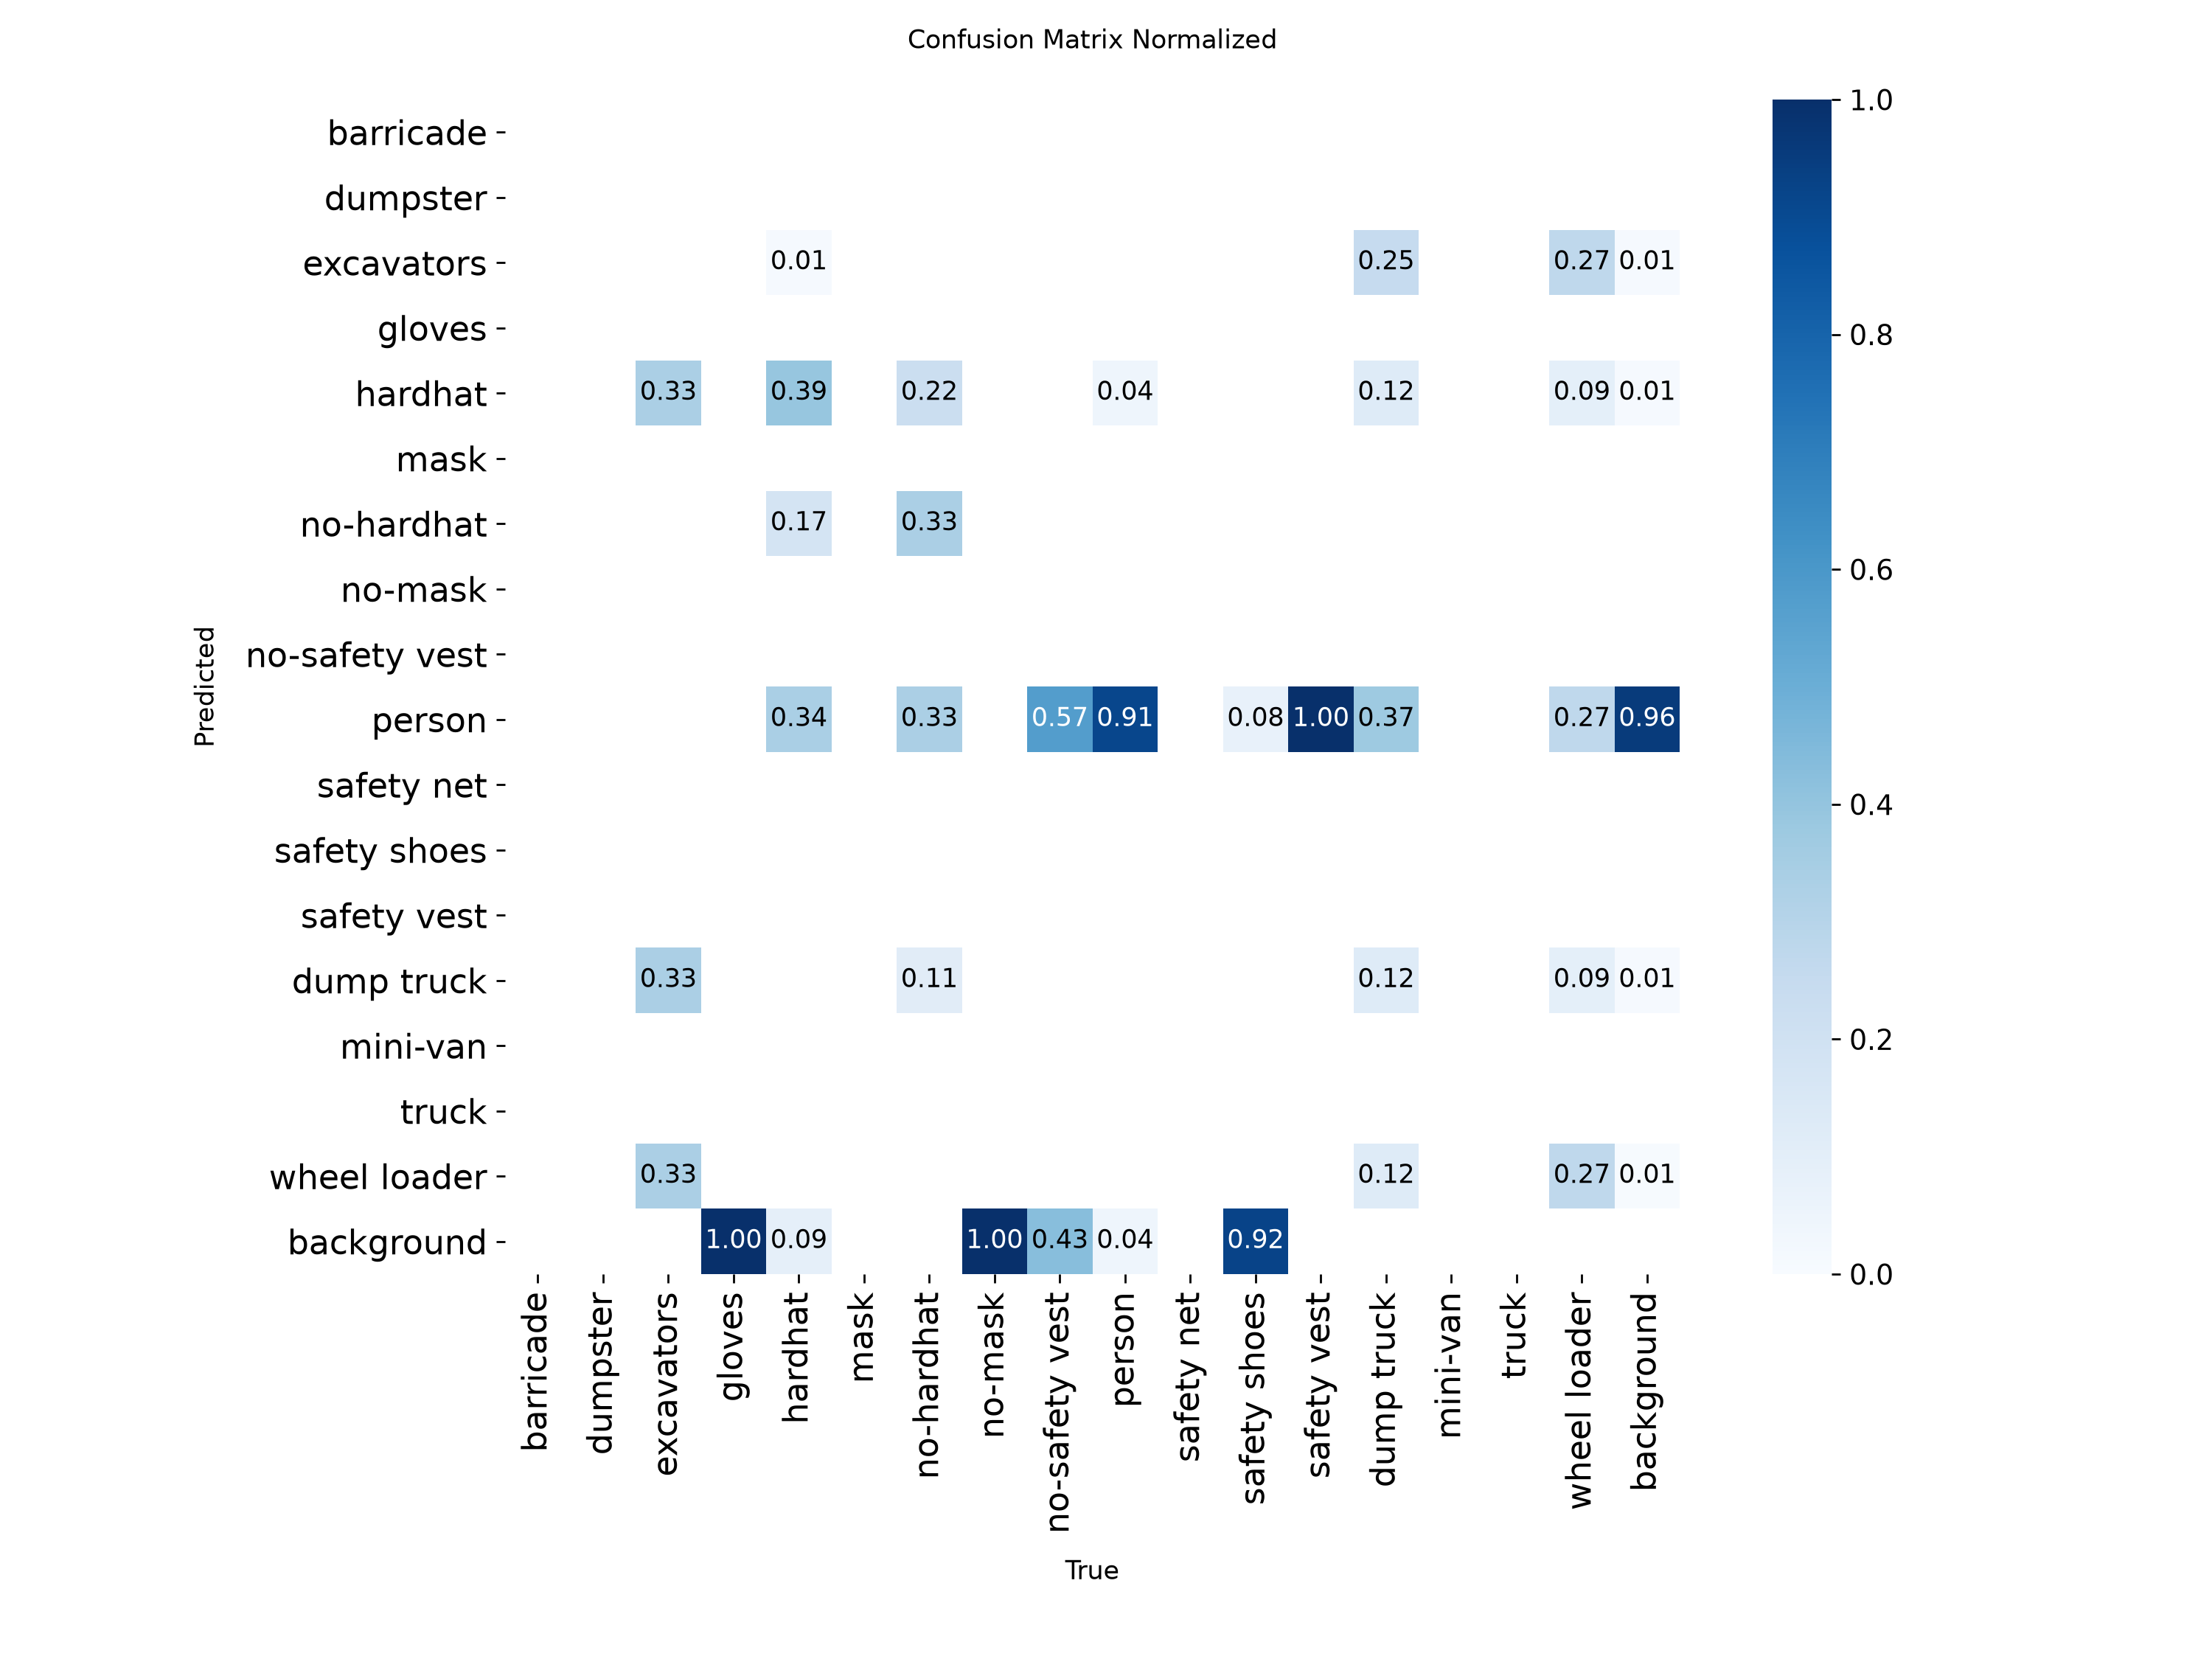 Confusion Matrix Normalized
1.0
barricade
dumpster
excavators 0.01 0.25 0.27 0.01
0.8
gloves
hardhat 0.33 0.39 0.22 0.04 0.12 0.09 0.01
mask
no-hardhat 0.17 0.33
0.6
no-mask
no-safety vest
Predicted
person 0.34 0.33 0.57 0.91 0.08 1.00 0.37 0.27 0.96
safety net
0.4
safety shoes
safety vest
dump truck 0.33 0.11 0.12 0.09 0.01
0.2
mini-van
truck
wheel loader 0.33 0.12 0.27 0.01
background 1.00 0.09 1.00 0.43 0.04 0.92
0.0
barricade
dumpster
excavators
gloves
hardhat
mask
no-hardhat
no-mask
no-safety vest
person
safety net
safety shoes
safety vest
dump truck
mini-van
truck
wheel loader
background
True